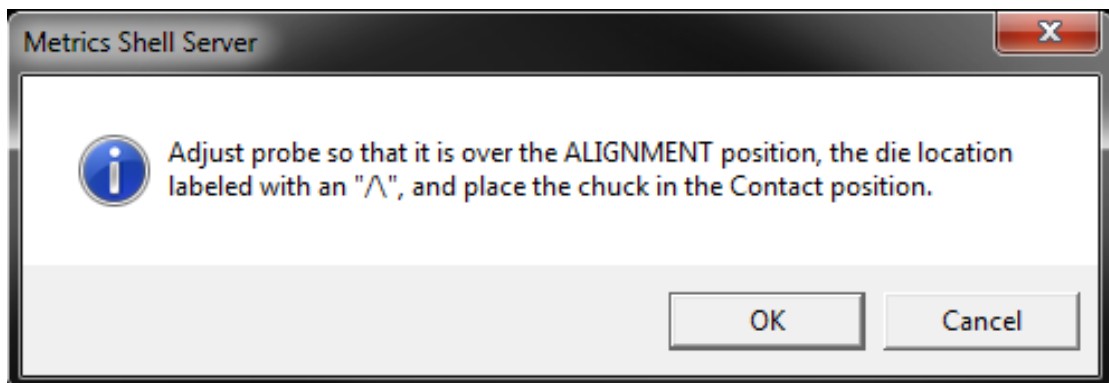 Metrics Shell Server
Adjust probe so that it is over the ALIGNMENT position, the die location
labeled with an "/\", and place the chuck in the Contact position.
OK
Cancel